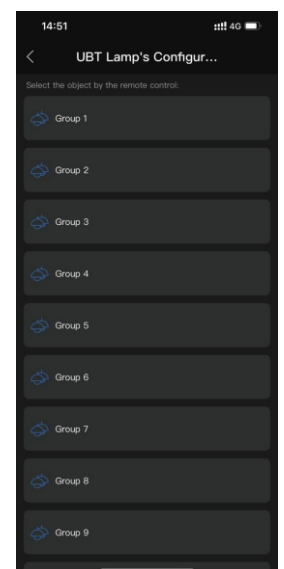 14:51
4G
UBT Lamp's Configur...
Select the object by the remote control:
Group 1
Group 2
Group 3
Group 4
Group 5
Group 6
Group 7
Group 8
Group 9